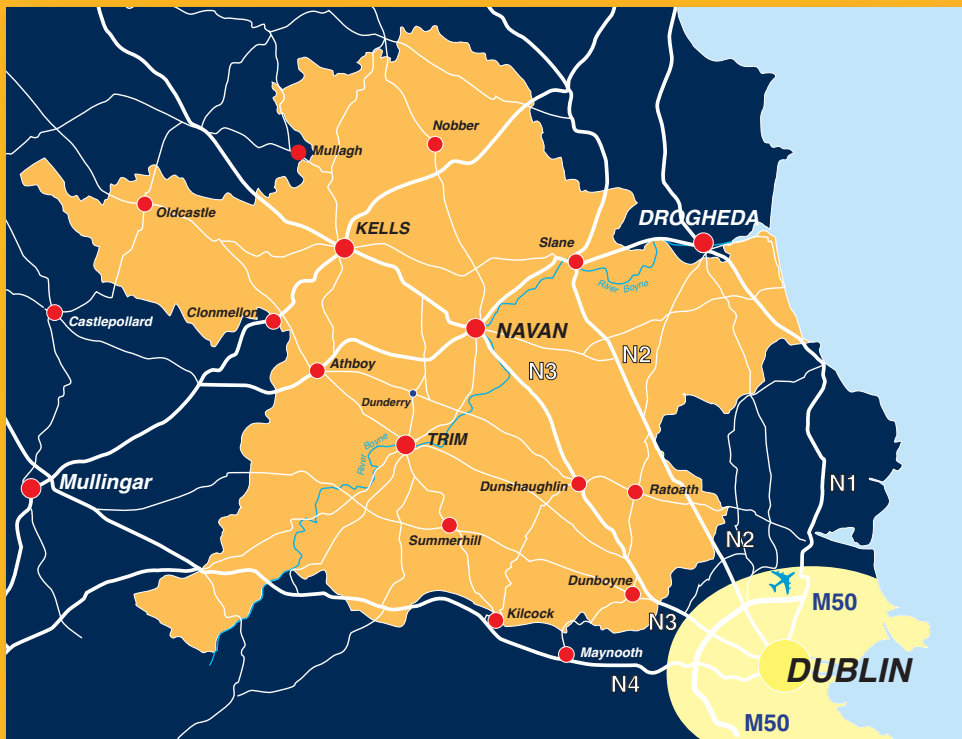 Nobber
Mullagh
Oldcastle
DROGHEDA
KELLS
Slane
River Boyne
Clonmellon
Castlepollard
NAVAN
N2
Athboy
N3
Dunderry
River Boyne
TRIM
Mullingar
Dunshaughlin
Ratoath
N1
Summerhill
N2
Dunboyne
M50
Kilcock
N3
Maynooth
DUBLIN
N4
M50